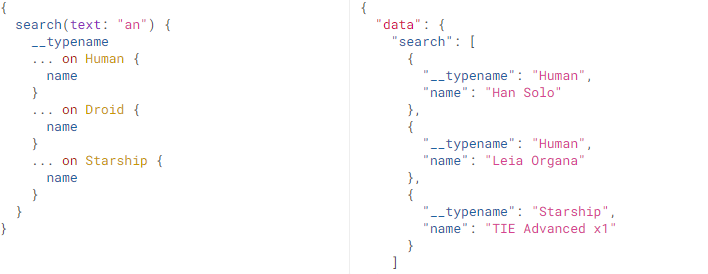 {
  search(text: "an") {
    __typename
    ... on Human {
      name
    }
    ... on Droid {
      name
    }
    ... on Starship {
      name
    }
  }
}
{
  "data": {
    "search": [
      {
        "__typename": "Human",
        "name": "Han Solo"
      },
      {
        "__typename": "Human",
        "name": "Leia Organa"
      },
      {
        "__typename": "Starship",
        "name": "TIE Advanced x1"
      }
    ]